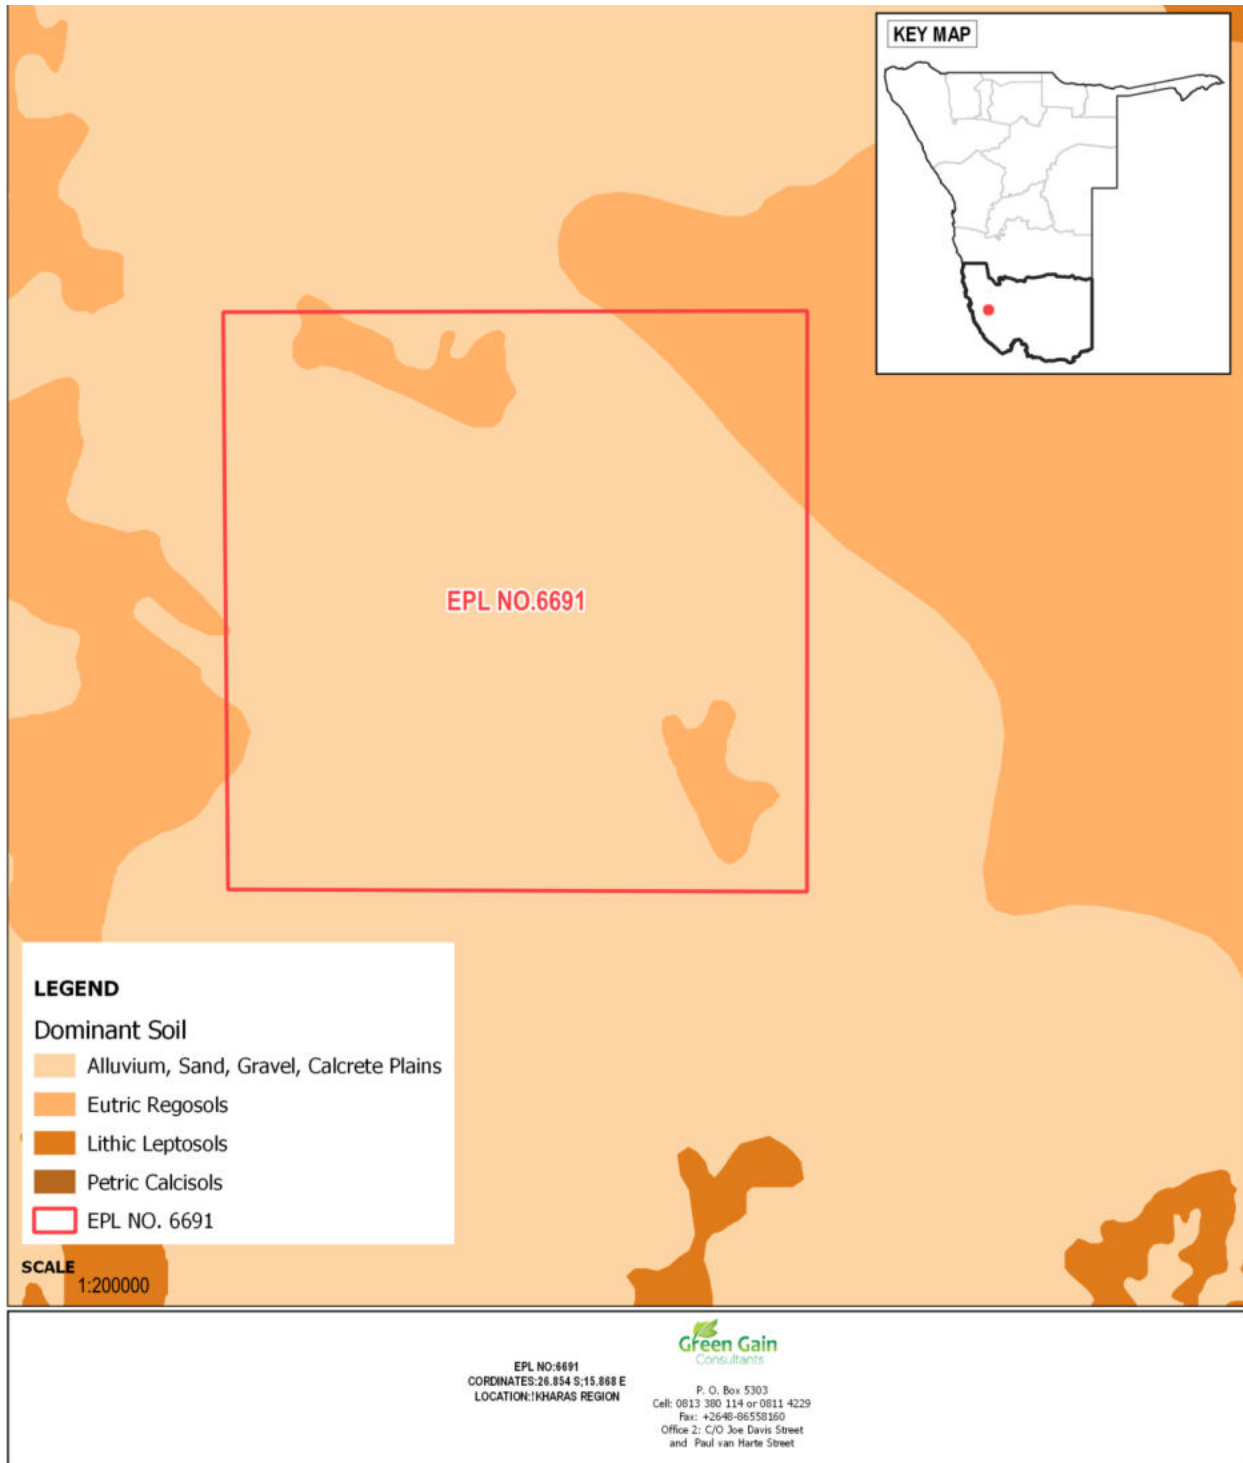 KEY MAP
EPL NO.6691
LEGEND
Dominant Soil
Alluvium, Sand, Gravel, Calcrete Plains
Eutric Regosols
Lithic Leptosols
Petric Calcisols
EPL NO. 6691
SCALE
1:200000
EPL NO:6691
CORDINATES:26.854 S;15.868 E
LOCATION:!KHARAS REGION
Green Gain
Consultants
P. O. Box 5303
Cell: 0813 380 114 or 0811 4229
Fax: +2648-86558160
Office 2: C/O Joe Davis Street
and Paul van Harte Street